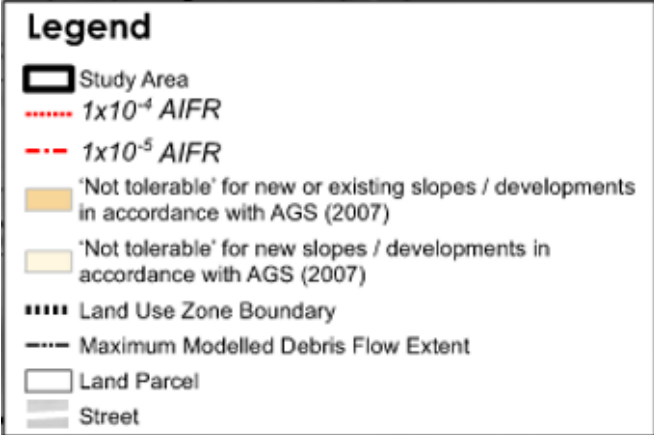 Legend
Study Area
1x10⁻⁴ AIFR
1x10⁻⁵ AIFR
'Not tolerable' for new or existing slopes / developments
in accordance with AGS (2007)
'Not tolerable' for new slopes / developments in
accordance with AGS (2007)
Land Use Zone Boundary
Maximum Modelled Debris Flow Extent
Land Parcel
Street